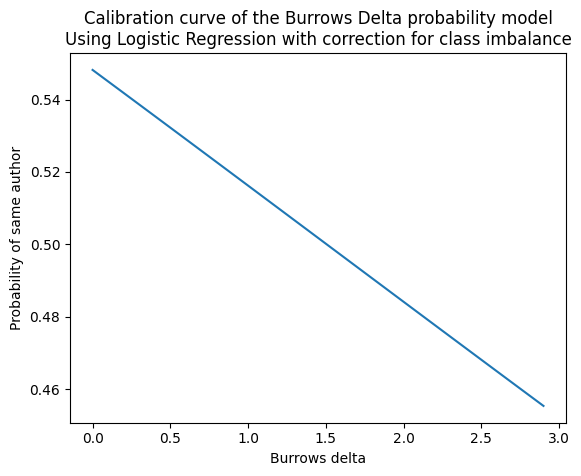 Calibration curve of the Burrows Delta probability model
Using Logistic Regression with correction for class imbalance
0.54
0.52
0.50
0.48
0.46
Probability of same author
0.0 0.5 1.0 1.5 2.0 2.5 3.0
Burrows delta